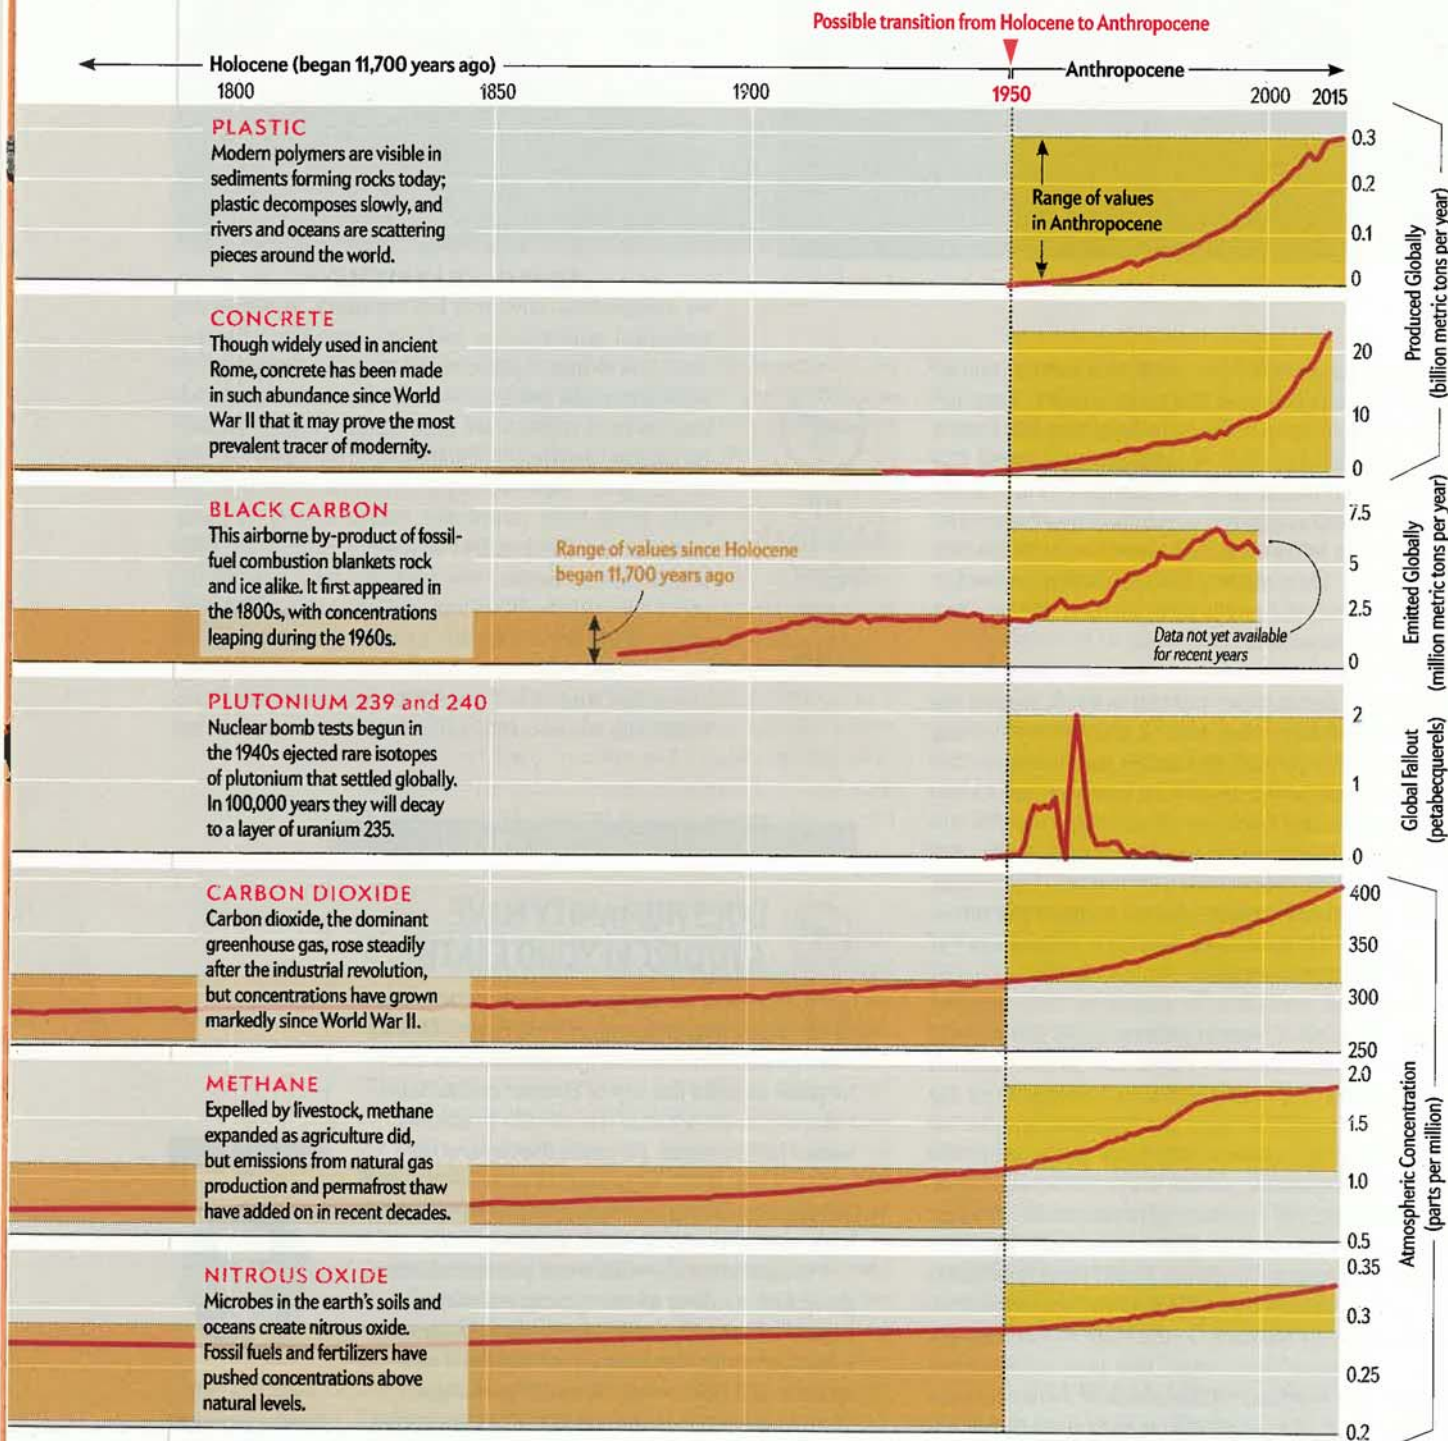 Possible transition from Holocene to Anthropocene
Holocene (began 11,700 years ago)
Anthropocene
1800
1850
1900
1950
2000
2015
PLASTIC
Modern polymers are visible in
sediments forming rocks today;
plastic decomposes slowly, and
rivers and oceans are scattering
pieces around the world.
Range of values
in Anthropocene
0.3
0.2
0.1
0
Produced Globally
(billion metric tons per year)
CONCRETE
Though widely used in ancient
Rome, concrete has been made
in such abundance since World
War II that it may prove the most
prevalent tracer of modernity.
20
10
0
BLACK CARBON
This airborne by-product of fossil-
fuel combustion blankets rock
and ice alike. It first appeared in
the 1800s, with concentrations
leaping during the 1960s.
Range of values since Holocene
began 11,700 years ago
Data not yet available
for recent years
7.5
5
2.5
0
Emitted Globally
(million metric tons per year)
PLUTONIUM 239 and 240
Nuclear bomb tests begun in
the 1940s ejected rare isotopes
of plutonium that settled globally.
In 100,000 years they will decay
to a layer of uranium 235.
2
1
0
Global Fallout
(petabecquerels)
CARBON DIOXIDE
Carbon dioxide, the dominant
greenhouse gas, rose steadily
after the industrial revolution,
but concentrations have grown
markedly since World War II.
400
350
300
250
METHANE
Expelled by livestock, methane
expanded as agriculture did,
but emissions from natural gas
production and permafrost thaw
have added on in recent decades.
2.0
1.5
1.0
0.5
Atmospheric Concentration
(parts per million)
NITROUS OXIDE
Microbes in the earth's soils and
oceans create nitrous oxide.
Fossil fuels and fertilizers have
pushed concentrations above
natural levels.
0.35
0.3
0.25
0.2